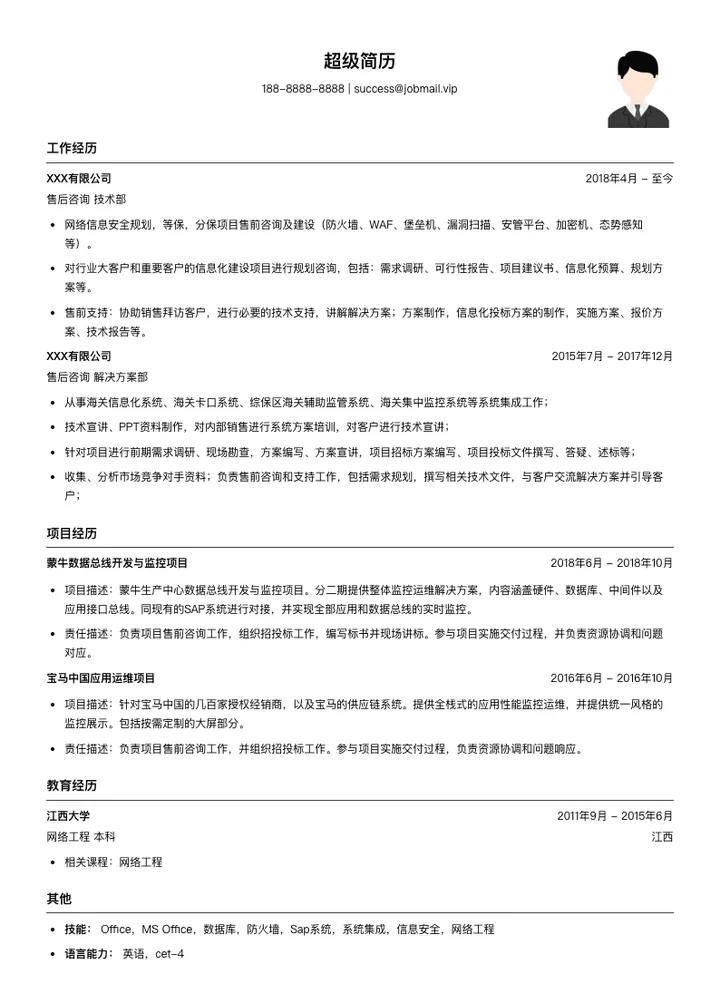 超级简历
188-8888-8888 | success@jobmail.vip
工作经历
XXX有限公司 2018年4月 – 至今
售后咨询 技术部
• 网络信息安全规划，等保，分保项目售前咨询及建设（防火墙、WAF、堡垒机、漏洞扫描、安管平台、加密机、态势感知
等）。
• 对行业大客户和重要客户的信息化建设项目进行规划咨询，包括：需求调研、可行性报告、项目建议书、信息化预算、规划方
案等。
• 售前支持：协助销售拜访客户，进行必要的技术支持，讲解解决方案；方案制作，信息化投标方案的制作，实施方案、报价方
案、技术报告等。
XXX有限公司 2015年7月 – 2017年12月
售后咨询 解决方案部
• 从事海关信息化系统、海关卡口系统、综保区海关辅助监管系统、海关集中监控系统等系统集成工作；
• 技术宣讲、PPT资料制作，对内部销售进行系统方案培训，对客户进行技术宣讲；
• 针对项目进行前期需求调研、现场勘查，方案编写、方案宣讲，项目招标方案编写、项目投标文件撰写、答疑、述标等；
• 收集、分析市场竞争对手资料；负责售前咨询和支持工作，包括需求规划，撰写相关技术文件，与客户交流解决方案并引导客
户；
项目经历
蒙牛数据总线开发与监控项目 2018年6月 – 2018年10月
• 项目描述：蒙牛生产中心数据总线开发与监控项目。分二期提供整体监控运维解决方案，内容涵盖硬件、数据库、中间件以及
应用接口总线。同现有的SAP系统进行对接，并实现全部应用和数据总线的实时监控。
• 责任描述：负责项目售前咨询工作，组织招投标工作，编写标书并现场讲标。参与项目实施交付过程，并负责资源协调和问题
对应。
宝马中国应用运维项目 2016年6月 – 2016年10月
• 项目描述：针对宝马中国的几百家授权经销商，以及宝马的供应链系统。提供全栈式的应用性能监控运维，并提供统一风格的
监控展示。包括按需定制的大屏部分。
• 责任描述：负责项目售前咨询工作，并组织招投标工作。参与项目实施交付过程，负责资源协调和问题响应。
教育经历
江西大学 2011年9月 – 2015年6月
网络工程 本科 江西
• 相关课程：网络工程
其他
• 技能： Office，MS Office，数据库，防火墙，Sap系统，系统集成，信息安全，网络工程
• 语言能力： 英语，cet-4